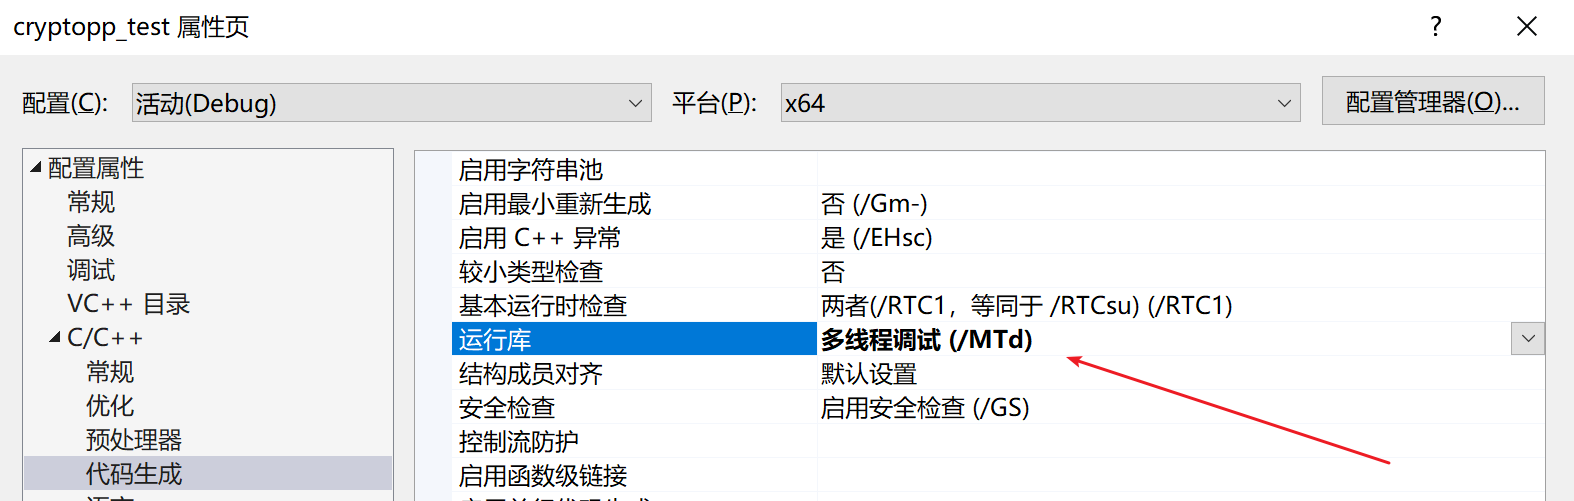 cryptopp_test 属性页
?
配置(C):
活动(Debug)
平台(P):
x64
配置管理器(O)...
配置属性
常规
高级
调试
VC++ 目录
C/C++
常规
优化
预处理器
代码生成
启用字符串池
启用最小重新生成 否 (/Gm-)
启用 C++ 异常 是 (/EHsc)
较小类型检查 否
基本运行时检查 两者(/RTC1，等同于 /RTCsu) (/RTC1)
运行库 多线程调试 (/MTd)
结构成员对齐 默认设置
安全检查 启用安全检查 (/GS)
控制流防护
启用函数级链接